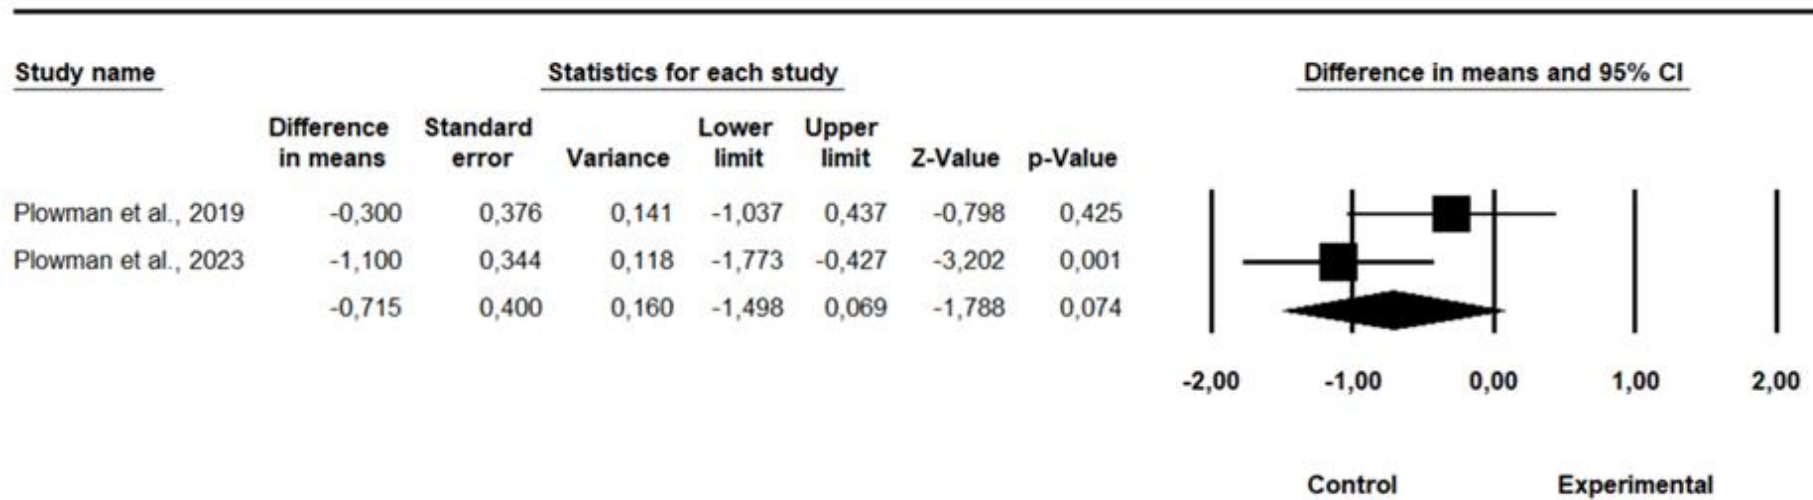 Study name Statistics for each study Difference in means and 95% CI
Difference Standard Lower Upper
in means error Variance limit limit Z-Value p-Value
Plowman et al., 2019 -0,300 0,376 0,141 -1,037 0,437 -0,798 0,425
Plowman et al., 2023 -1,100 0,344 0,118 -1,773 -0,427 -3,202 0,001
-0,715 0,400 0,160 -1,498 0,069 -1,788 0,074
-2,00 -1,00 0,00 1,00 2,00
Control Experimental